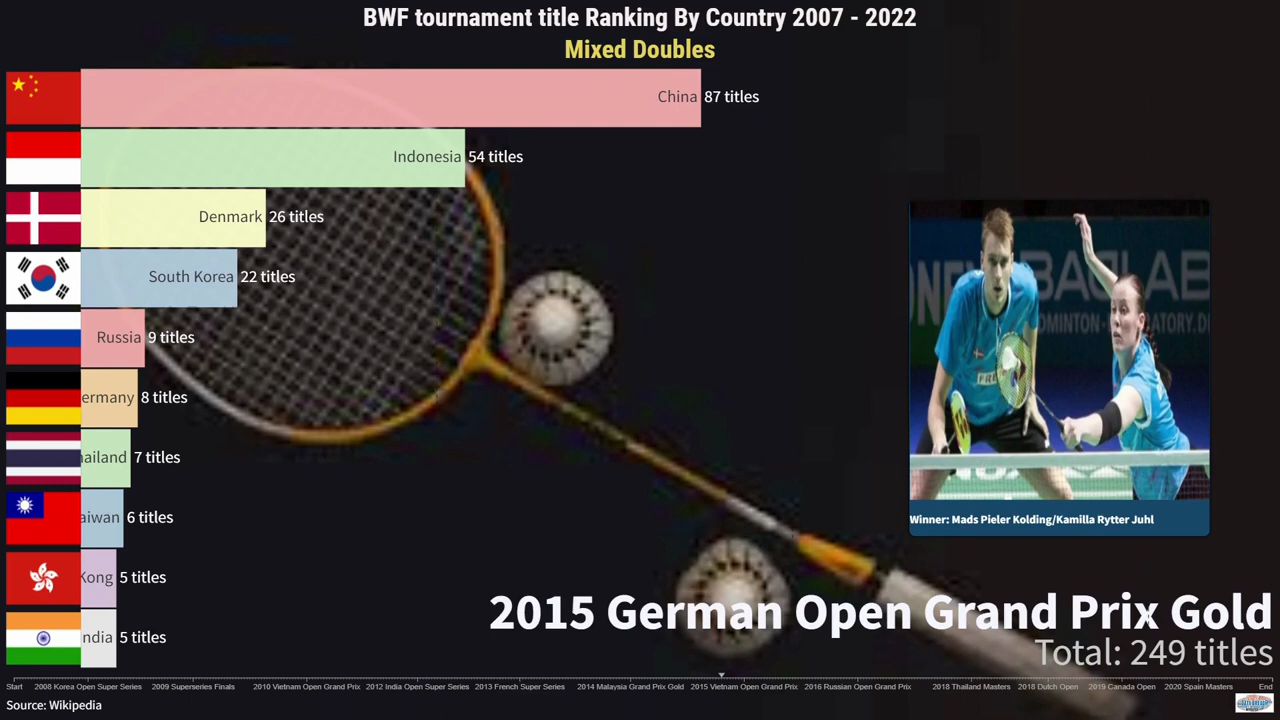 BWF tournament title Ranking By Country 2007 - 2022
Mixed Doubles
China 87 titles
Indonesia 54 titles
Denmark 26 titles
South Korea 22 titles
Russia 9 titles
ermany 8 titles
hailand 7 titles
aiwan 6 titles
Kong 5 titles
ndia 5 titles
Winner: Mads Pieler Kolding/Kamilla Rytter Juhl
2015 German Open Grand Prix Gold
Total: 249 titles
Start 2008 Korea Open Super Series 2009 Superseries Finals 2010 Vietnam Open Grand Prix 2012 India Open Super Series 2013 French Super Series 2014 Malaysia Grand Prix Gold 2015 Vietnam Open Grand Prix 2016 Russian Open Grand Prix 2018 Thailand Masters 2018 Dutch Open 2019 Canada Open 2020 Spain Masters End
Source: Wikipedia